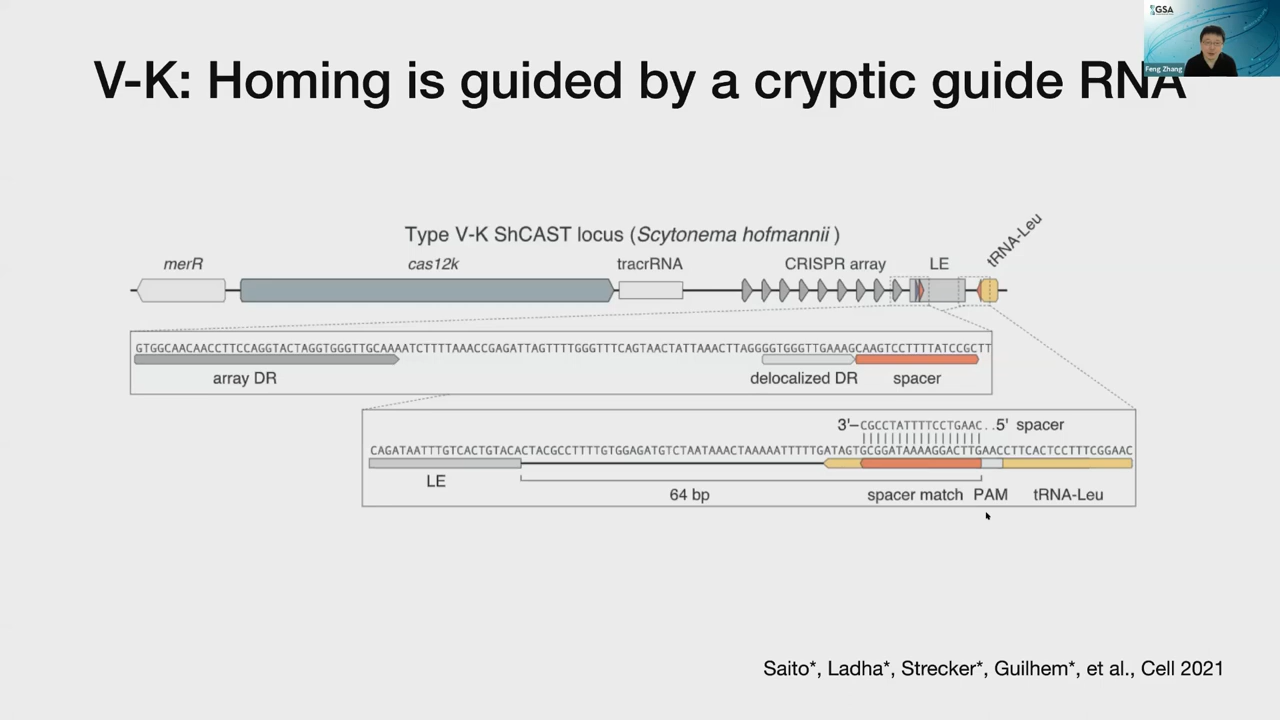 GSA
Feng Zhang
V-K: Homing is guided by a cryptic guide RNA
Type V-K ShCAST locus (Scytonema hofmannii )
merR
cas12k
tracrRNA
CRISPR array
LE
tRNA-Leu
GTGGCAACAACCTTCCAGGTACTAGGTGGGTTGCAAAATCTTTTAAACCGAGATTAGTTTTGGGTTTCAGTAACTATTAAACTTAGGGGTGGGTTGAAAGCAAGTCCTTTTATCCGCTT
array DR
delocalized DR
spacer
3'–CGCCTATTTTCCTGAAC..5' spacer
CAGATAATTTGTCACTGTACACTACGCCTTTTGTGGAGATGTCTAATAAACTAAAAATTTTTGATAGTGCGGATAAAAGGACTTGAACCTTCACTCCTTTCGGAAC
LE
64 bp
spacer match
PAM
tRNA-Leu
Saito*, Ladha*, Strecker*, Guilhem*, et al., Cell 2021